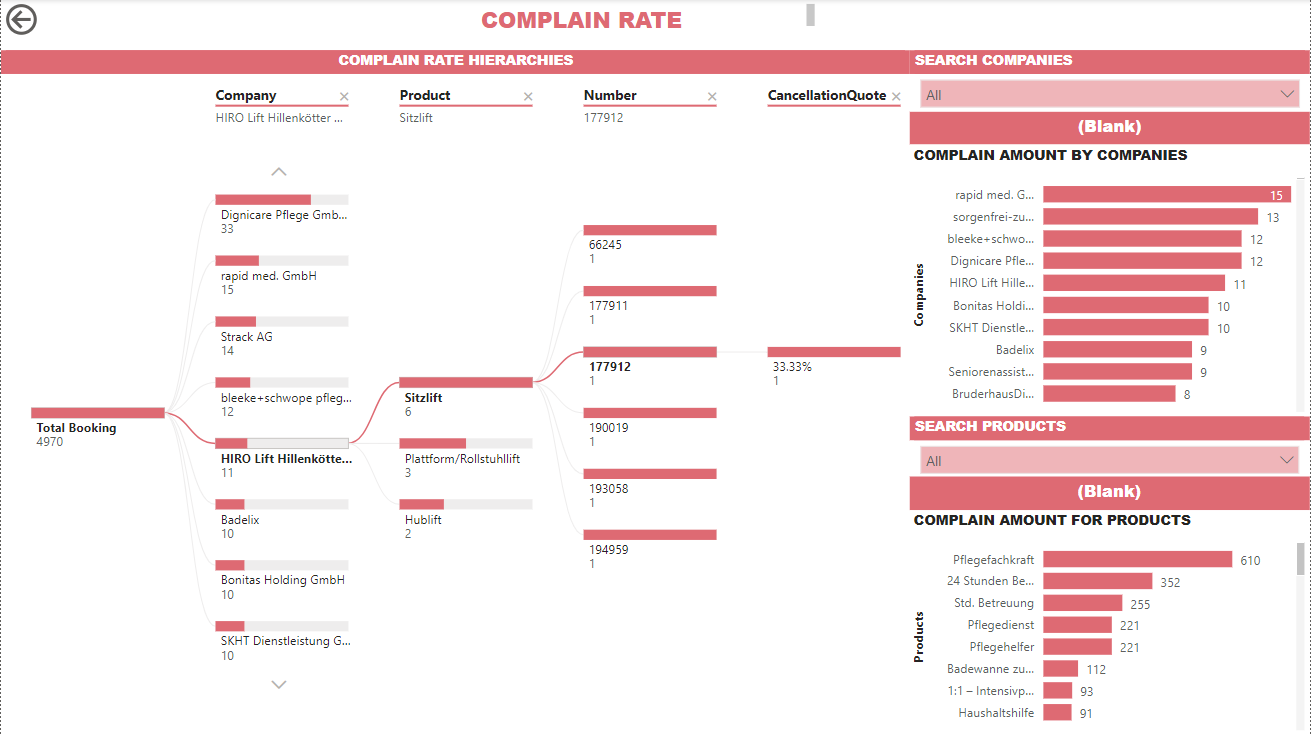 COMPLAIN RATE
COMPLAIN RATE HIERARCHIES
Company
HIRO Lift Hillenkötter ...
Product
Sitzlift
Number
177912
CancellationQuote
Total Booking
4970
Dignicare Pflege Gmb...
33
rapid med. GmbH
15
Strack AG
14
bleeke+schwope pfleg...
12
HIRO Lift Hillenkötte...
11
Badelix
10
Bonitas Holding GmbH
10
SKHT Dienstleistung G...
10
Sitzlift
6
Plattform/Rollstuhllift
3
Hublift
2
66245
1
177911
1
177912
1
190019
1
193058
1
194959
1
33.33%
1
SEARCH COMPANIES
All
(Blank)
COMPLAIN AMOUNT BY COMPANIES
Companies
rapid med. G... 15
sorgenfrei-zu... 13
bleeke+schwo... 12
Dignicare Pfle... 12
HIRO Lift Hille... 11
Bonitas Holdi... 10
SKHT Dienstle... 10
Badelix 9
Seniorenassist... 9
BruderhausDi... 8
SEARCH PRODUCTS
All
(Blank)
COMPLAIN AMOUNT FOR PRODUCTS
Products
Pflegefachkraft 610
24 Stunden Be... 352
Std. Betreuung 255
Pflegedienst 221
Pflegehelfer 221
Badewanne zu... 112
1:1 – Intensivp... 93
Haushaltshilfe 91